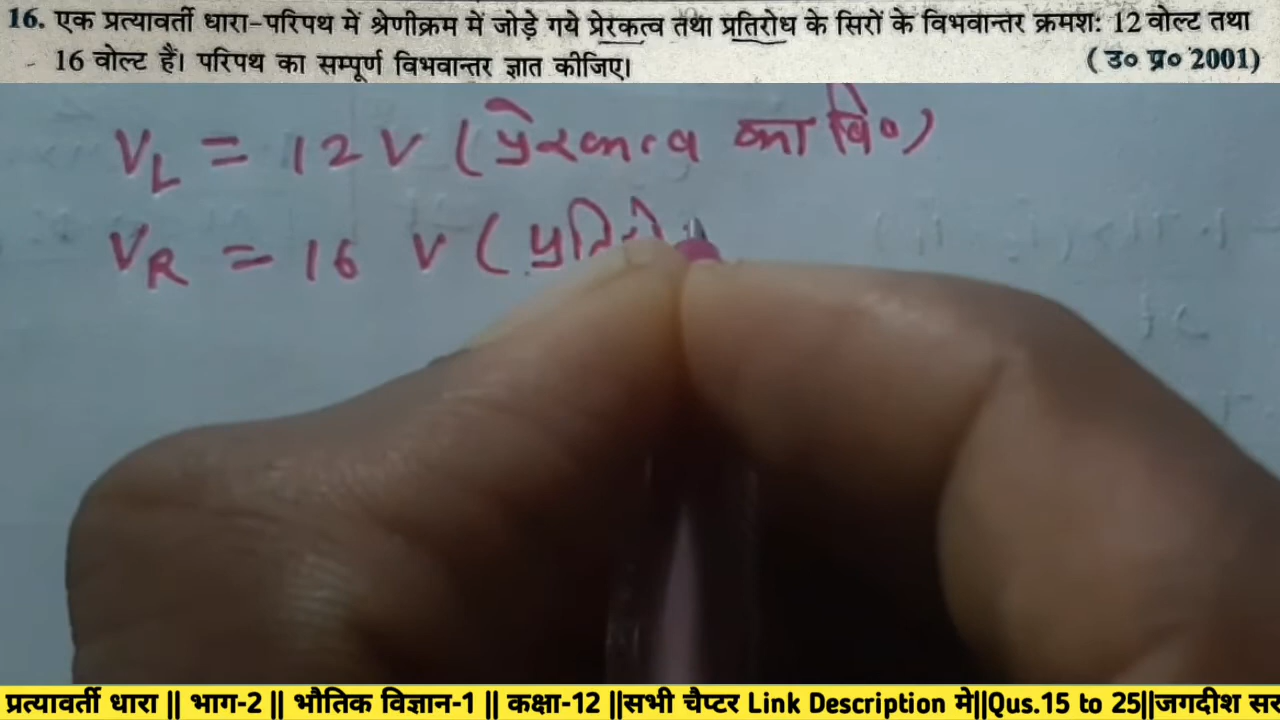 16. एक प्रत्यावर्ती धारा-परिपथ में श्रेणीक्रम में जोड़े गये प्रेरकत्व तथा प्रतिरोध के सिरों के विभवान्तर क्रमश: 12 वोल्ट तथा
16 वोल्ट हैं। परिपथ का सम्पूर्ण विभवान्तर ज्ञात कीजिए। ( उ० प्र० 2001)
VL = 12 V (प्रेरकत्व का वि०)
VR = 16 V (प्रति
प्रत्यावर्ती धारा || भाग-2 || भौतिक विज्ञान-1 || कक्षा-12 ||सभी चैप्टर Link Description मे||Qus.15 to 25||जगदीश सर